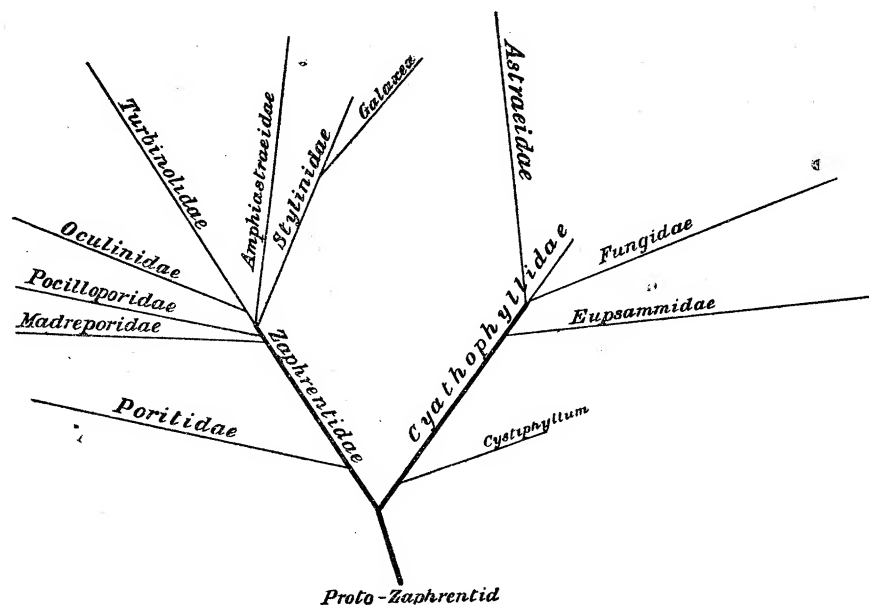 Turbinolidae
Amphiastraeidae
Stylinidae
Galaxea
Astraeidae
Oculinidae
Pocilloporidae
Madreporidae
Zaphrentidae
Poritidae
Cyathophyllidae
Fungidae
Eupsammidae
Cystiphyllum
Proto-Zaphrentid